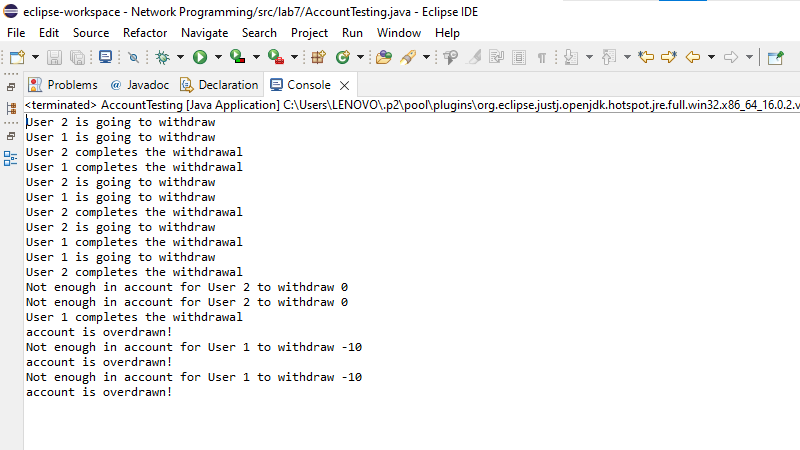 eclipse-workspace - Network Programming/src/lab7/AccountTesting.java - Eclipse IDE
File Edit Source Refactor Navigate Search Project Run Window Help
Problems @ Javadoc Declaration Console
<terminated> AccountTesting [Java Application] C:\Users\LENOVO\.p2\pool\plugins\org.eclipse.justj.openjdk.hotspot.jre.full.win32.x86_64_16.0.2.v
User 2 is going to withdraw
User 1 is going to withdraw
User 2 completes the withdrawal
User 1 completes the withdrawal
User 2 is going to withdraw
User 1 is going to withdraw
User 2 completes the withdrawal
User 2 is going to withdraw
User 1 completes the withdrawal
User 1 is going to withdraw
User 2 completes the withdrawal
Not enough in account for User 2 to withdraw 0
Not enough in account for User 2 to withdraw 0
User 1 completes the withdrawal
account is overdrawn!
Not enough in account for User 1 to withdraw -10
account is overdrawn!
Not enough in account for User 1 to withdraw -10
account is overdrawn!